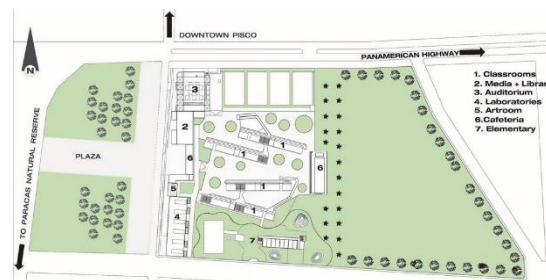 DOWNTOWN PISCO
PANAMERICAN HIGHWAY
N
TO PARACAS NATURAL RESERVE
PLAZA
1. Classrooms
2. Media + Librar
3. Auditorium
4. Laboratories
5. Artroom
6.Cafeteria
7. Elementary
3
2
1
1
6
6
5
1
4
1
7